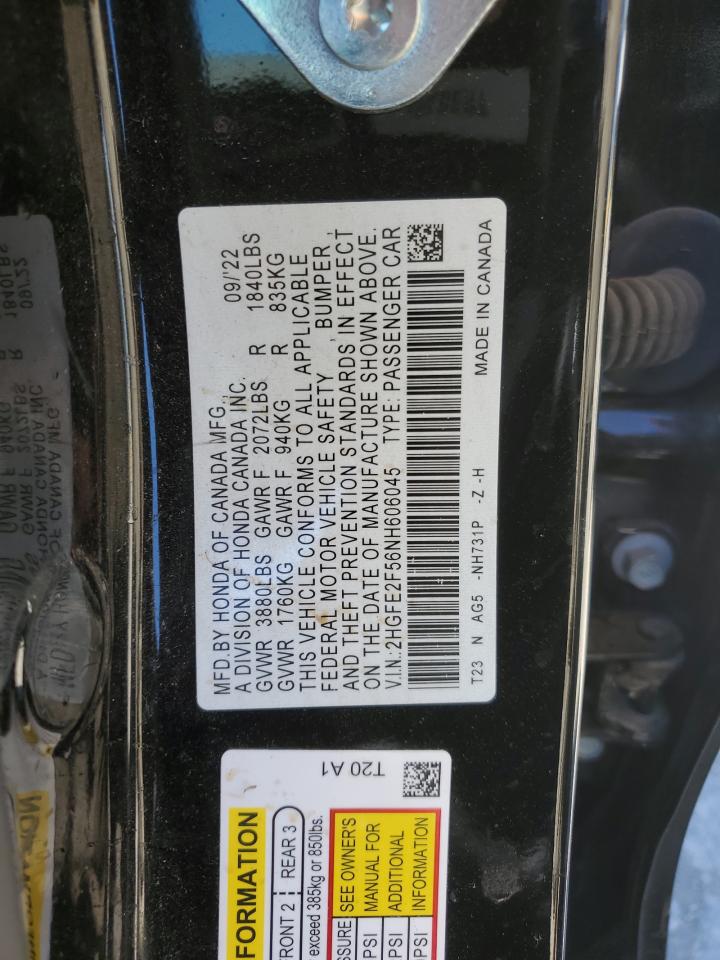 MFD.BY HONDA OF CANADA MFG., 09/'22
A DIVISION OF HONDA CANADA INC.
GVWR 3880LBS GAWR F 2072LBS R 1840LBS
GVWR 1760KG GAWR F 940KG R 835KG
THIS VEHICLE CONFORMS TO ALL APPLICABLE
FEDERAL MOTOR VEHICLE SAFETY, BUMPER,
AND THEFT PREVENTION STANDARDS IN EFFECT
ON THE DATE OF MANUFACTURE SHOWN ABOVE.
V.I.N.:2HGFE2F56NH606045 TYPE: PASSENGER CAR
T23 N AG5 -NH731P -Z -H MADE IN CANADA
T20 A1
FORMATION
FRONT 2 REAR 3
exceed 385kg or 850lbs.
SSURE SEE OWNER'S
PSI MANUAL FOR
PSI ADDITIONAL
PSI INFORMATION